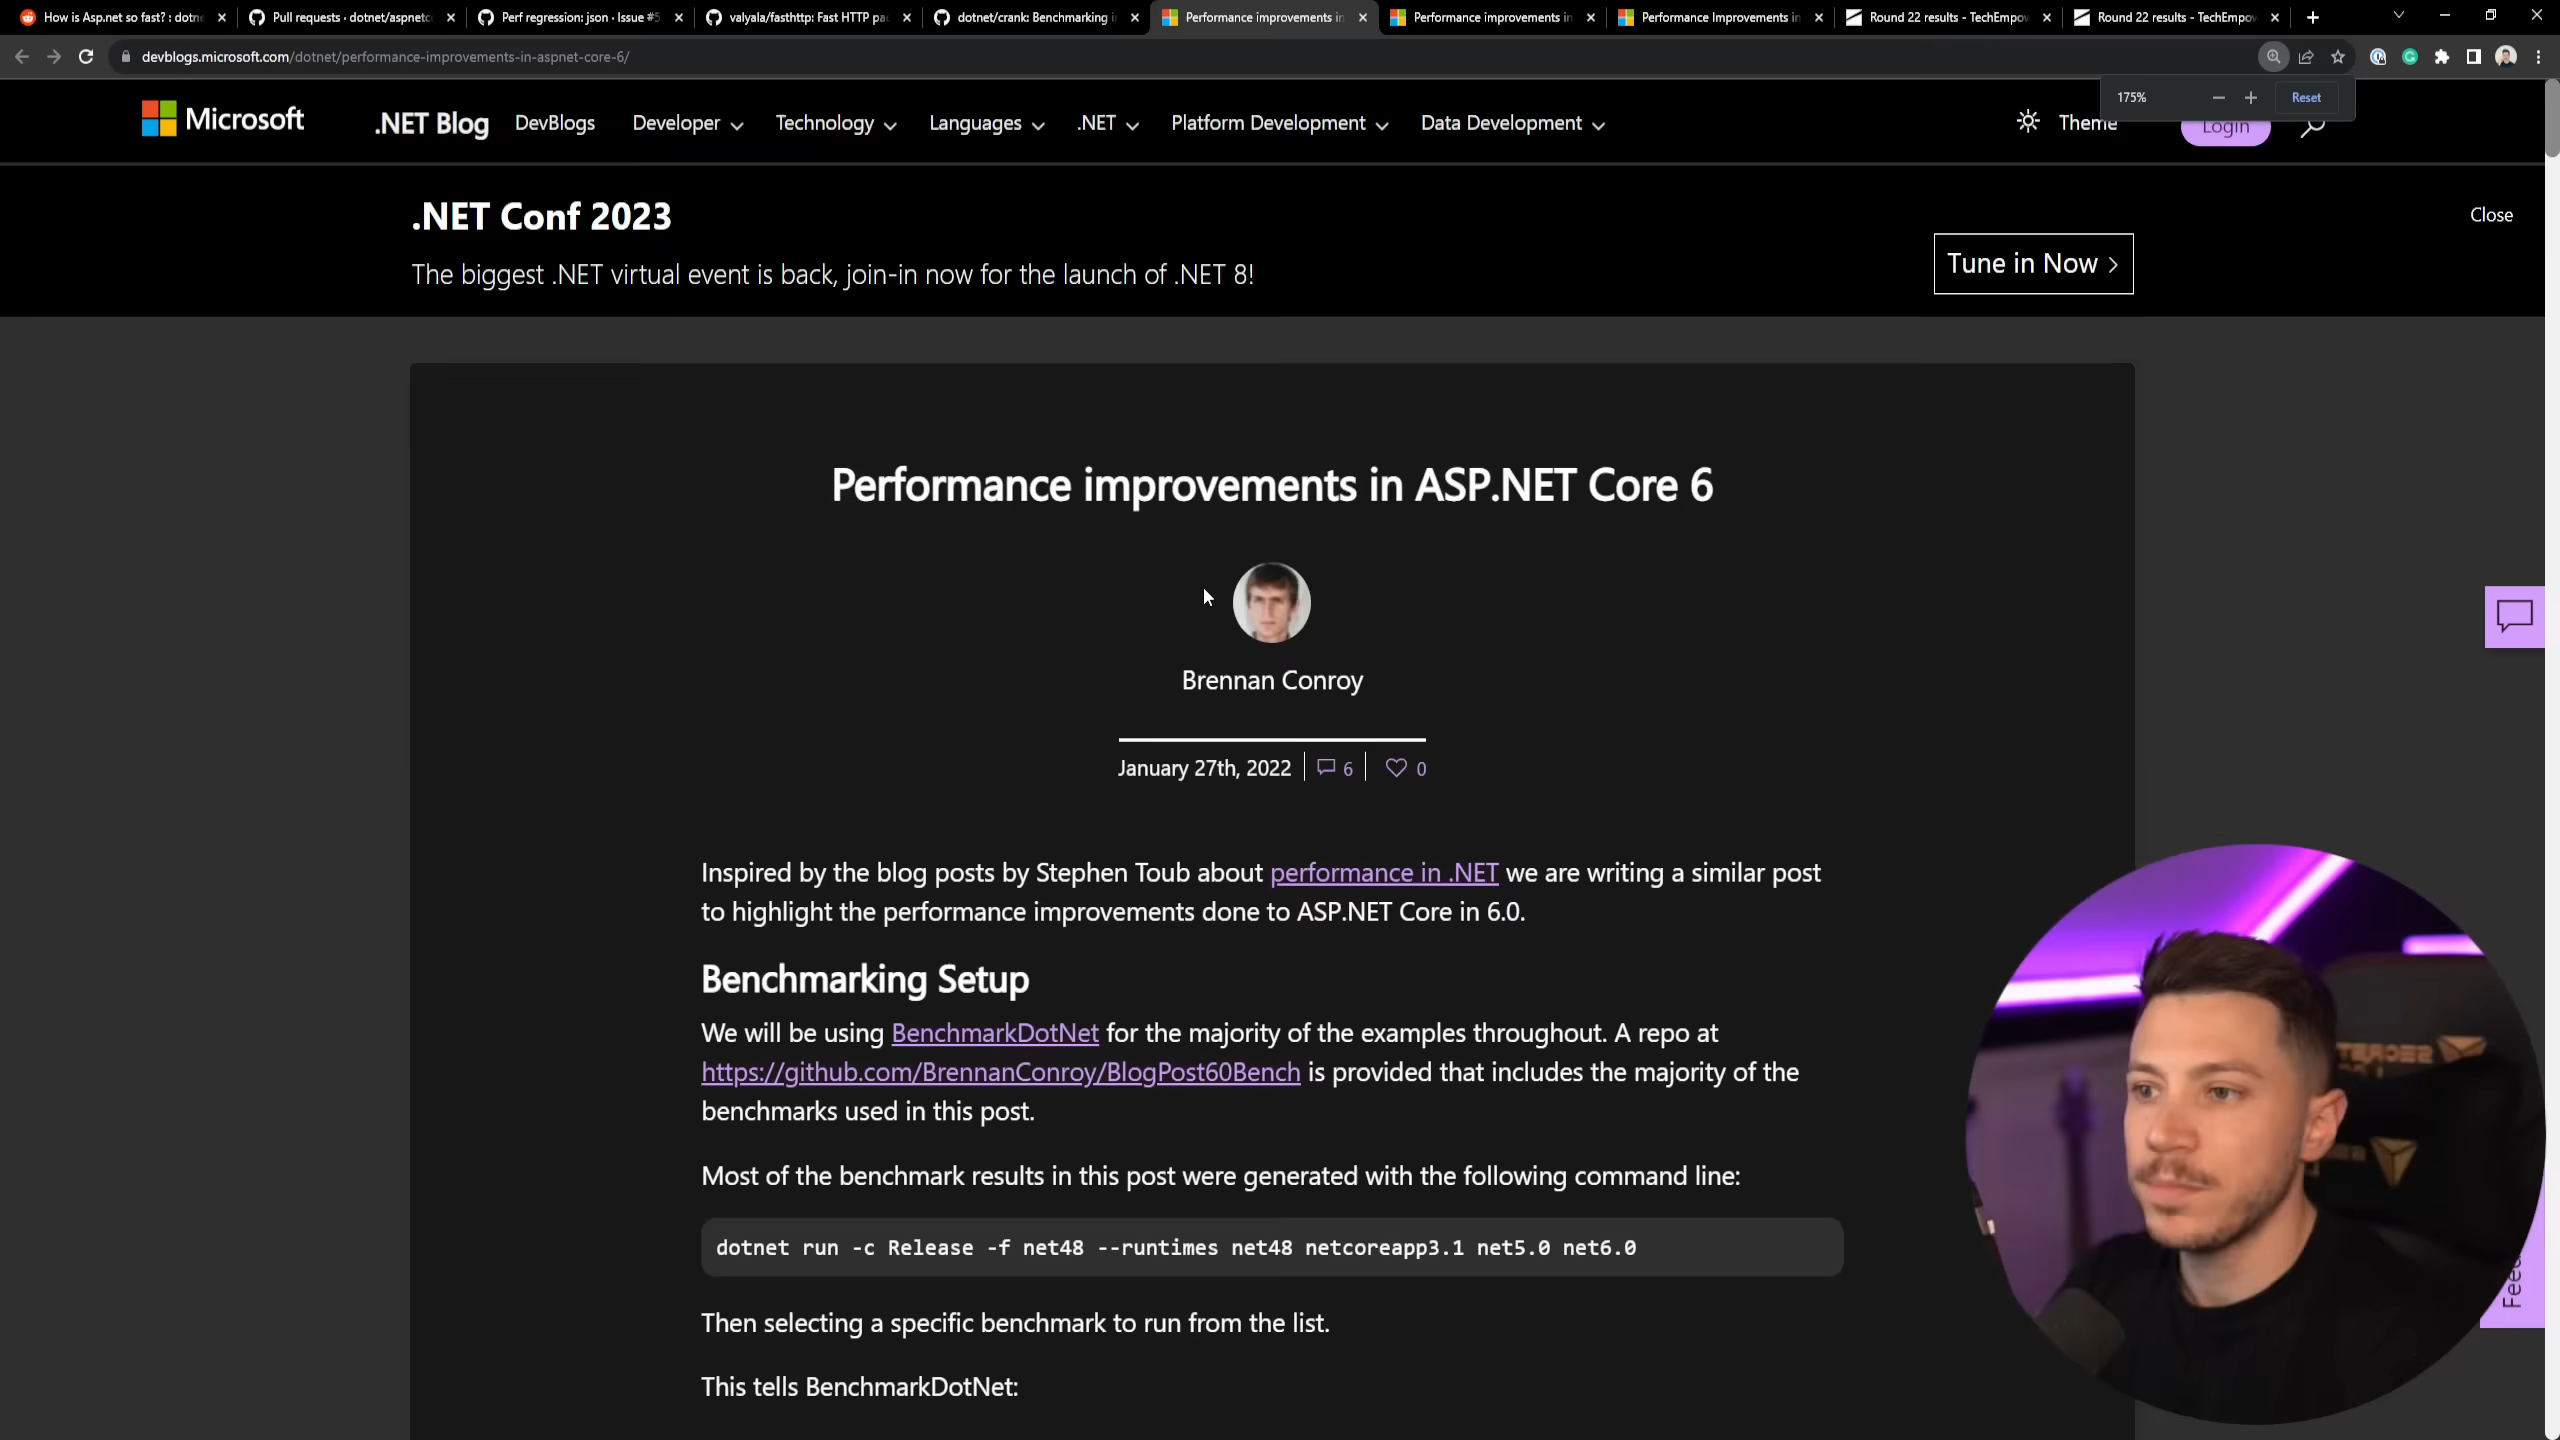 How is Asp.net so fast? : dotne
Pull requests · dotnet/aspnetc
Perf regression: json · Issue #5
valyala/fasthttp: Fast HTTP pa
dotnet/crank: Benchmarking i
Performance improvements in
Performance improvements in
Performance Improvements in
Round 22 results - TechEmpov
Round 22 results - TechEmpov
devblogs.microsoft.com/dotnet/performance-improvements-in-aspnet-core-6/
175%
Reset
Microsoft
.NET Blog
DevBlogs
Developer
Technology
Languages
.NET
Platform Development
Data Development
Theme
Login
.NET Conf 2023
Close
The biggest .NET virtual event is back, join-in now for the launch of .NET 8!
Tune in Now
Performance improvements in ASP.NET Core 6
Brennan Conroy
January 27th, 2022
6
0
Inspired by the blog posts by Stephen Toub about performance in .NET we are writing a similar post
to highlight the performance improvements done to ASP.NET Core in 6.0.
Benchmarking Setup
We will be using BenchmarkDotNet for the majority of the examples throughout. A repo at
https://github.com/BrennanConroy/BlogPost60Bench is provided that includes the majority of the
benchmarks used in this post.
Most of the benchmark results in this post were generated with the following command line:
dotnet run -c Release -f net48 --runtimes net48 netcoreapp3.1 net5.0 net6.0
Then selecting a specific benchmark to run from the list.
This tells BenchmarkDotNet: